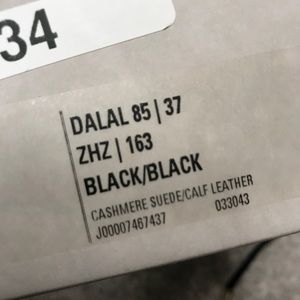 34
DALAL 85 | 37
ZHZ | 163
BLACK/BLACK
CASHMERE SUEDE/CALF LEATHER
J00007467437 033043